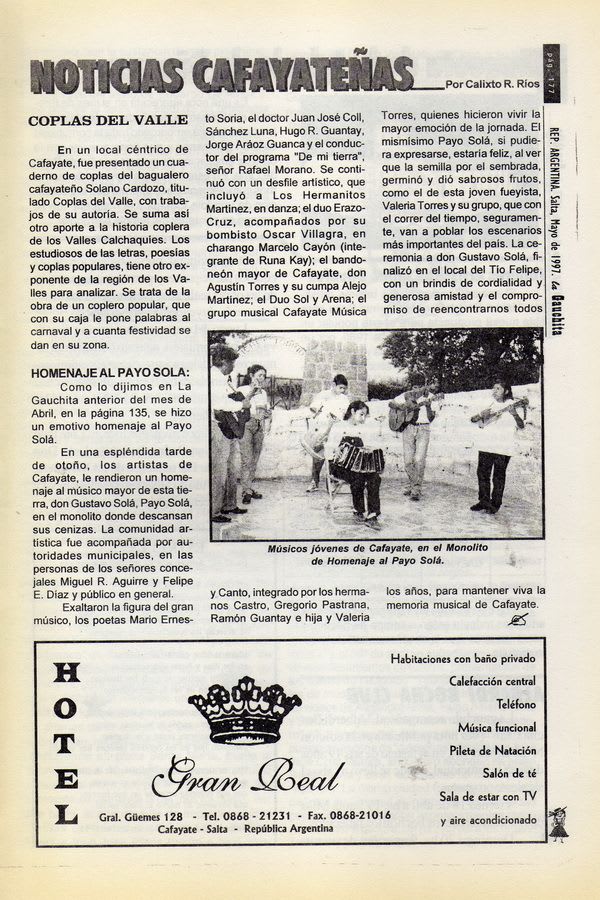 NOTICIAS CAFAYATEÑAS
Por Calixto R. Ríos
pág. 177
REP. ARGENTINA. Salta, Mayo de 1997. La Gauchita
COPLAS DEL VALLE
En un local céntrico de
Cafayate, fue presentado un cua-
derno de coplas del bagualero
cafayateño Solano Cardozo, titu-
lado Coplas del Valle, con traba-
jos de su autoría. Se suma así
otro aporte a la historia coplera
de los Valles Calchaquies. Los
estudiosos de las letras, poesías
y coplas populares, tiene otro ex-
ponente de la región de los Va-
lles para analizar. Se trata de la
obra de un coplero popular, que
con su caja le pone palabras al
carnaval y a cuanta festividad se
dan en su zona.
HOMENAJE AL PAYO SOLA:
Como lo dijimos en La
Gauchita anterior del mes de
Abril, en la página 135, se hizo
un emotivo homenaje al Payo
Solá.
En una espléndida tarde
de otoño, los artistas de
Cafayate, le rendieron un home-
naje al músico mayor de esta tie-
rra, don Gustavo Solá, Payo Solá,
en el monolito donde descansan
sus cenizas. La comunidad ar-
tística fue acompañada por au-
toridades municipales, en las
personas de los señores conce-
jales Miguel R. Aguirre y Felipe
E. Díaz y público en general.
Exaltaron la figura del gran
músico, los poetas Mario Ernes-
to Soria, el doctor Juan José Coll,
Sánchez Luna, Hugo R. Guantay,
Jorge Aráoz Guanca y el conduc-
tor del programa "De mi tierra",
señor Rafael Morano. Se conti-
nuó con un desfile artístico, que
incluyó a Los Hermanitos
Martinez, en danza; el duo Erazo-
Cruz, acompañados por su
bombisto Oscar Villagra, en
charango Marcelo Cayón (inte-
grante de Runa Kay); el bando-
neón mayor de Cafayate, don
Agustín Torres y su cumpa Alejo
Martinez; el Duo Sol y Arena; el
grupo musical Cafayate Música
y Canto, integrado por los herma-
nos Castro, Gregorio Pastrana,
Ramón Guantay e hija y Valeria
Torres, quienes hicieron vivir la
mayor emoción de la jornada. El
mismísimo Payo Solá, si pudie-
ra expresarse, estaría feliz, al ver
que la semilla por el sembrada,
germinó y dió sabrosos frutos,
como el de esta joven fueyista,
Valeria Torres y su grupo, que con
el correr del tiempo, seguramen-
te, van a poblar los escenarios
más importantes del país. La ce-
remonia a don Gustavo Solá, fi-
nalizó en el local del Tío Felipe,
con un brindis de cordialidad y
generosa amistad y el compro-
miso de reencontrarnos todos
los años, para mantener viva la
memoria musical de Cafayate.
Músicos jóvenes de Cafayate, en el Monolito
de Homenaje al Payo Solá.
HOTEL
Gran Real
Gral. Güemes 128 - Tel. 0868 - 21231 - Fax. 0868-21016
Cafayate - Salta - República Argentina
Habitaciones con baño privado
Calefacción central
Teléfono
Música funcional
Pileta de Natación
Salón de té
Sala de estar con TV
y aire acondicionado